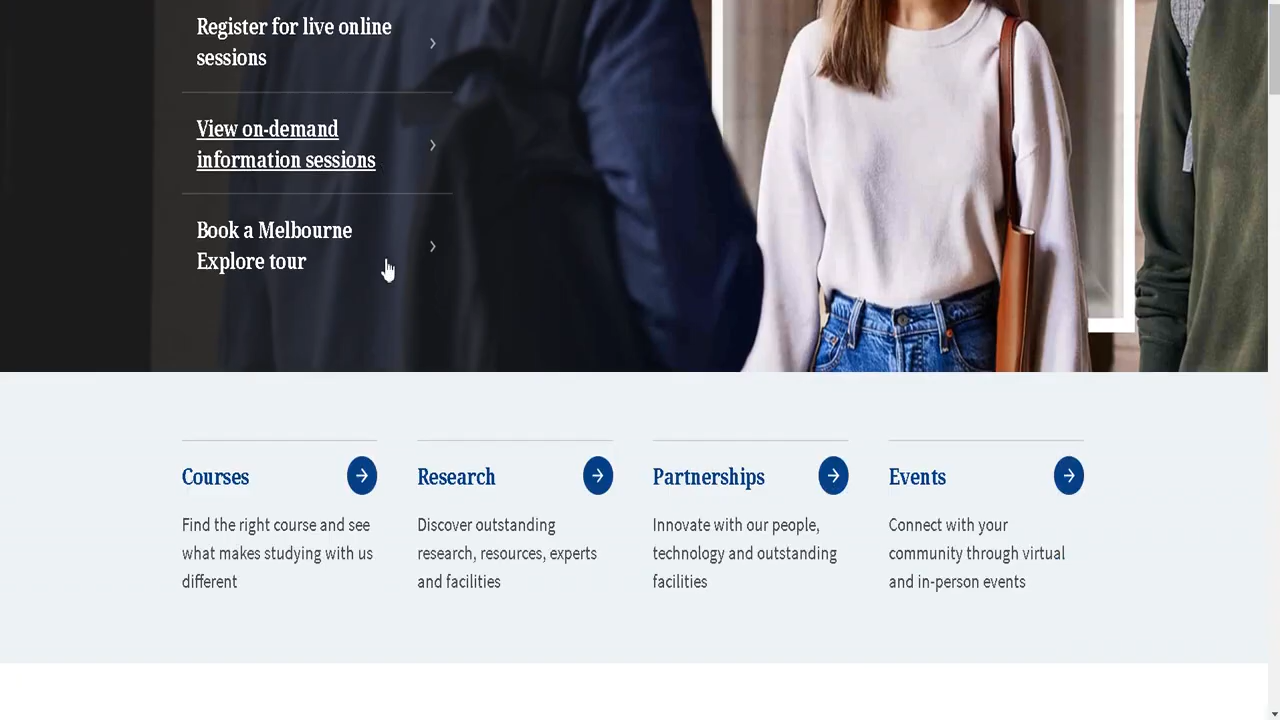 Register for live online
sessions
View on-demand
information sessions
Book a Melbourne
Explore tour
Courses
Research
Partnerships
Events
Find the right course and see
what makes studying with us
different
Discover outstanding
research, resources, experts
and facilities
Innovate with our people,
technology and outstanding
facilities
Connect with your
community through virtual
and in-person events